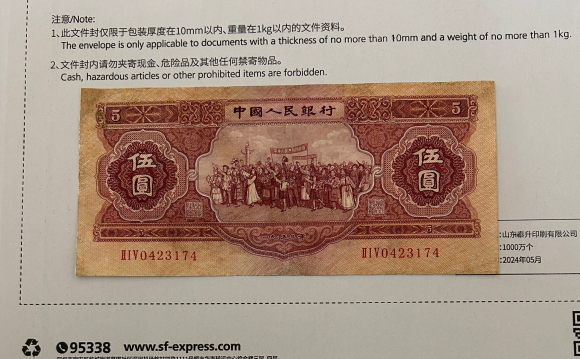 注意/Note:
1、此文件封仅限于包装厚度在10mm以内、重量在1kg以内的文件资料。
The envelope is only applicable to documents with a thickness of no more than 10mm and a weight of no more than 1kg.
2、文件封内请勿夹寄现金、危险品及其他任何禁寄物品。
Cash, hazardous articles or other prohibited items are forbidden.
5 中國人民銀行 5
伍圓 伍圓
一九五三年
ⅡⅠⅤ0423174 ⅡⅠⅤ0423174
:山东泰升印刷有限公司
:1000万个
:2024年05月
95338 www.sf-express.com